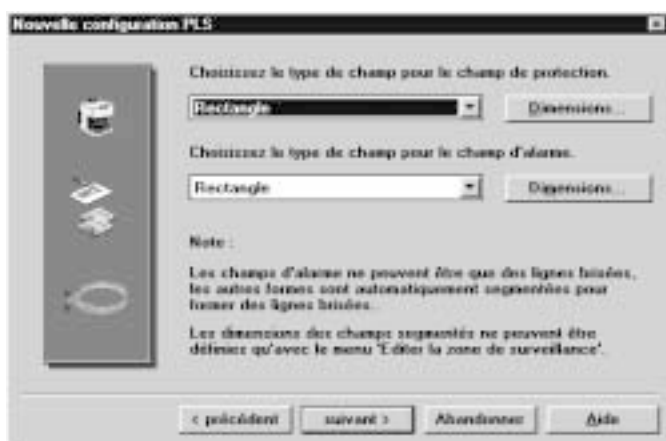 Nouvelle configuration PLS
Choisissez le type de champ pour le champ de protection.
Rectangle
Dimensions...
Choisissez le type de champ pour le champ d'alarme.
Rectangle
Dimensions...
Note :
Les champs d'alarme ne peuvent être que des lignes brisées,
les autres formes sont automatiquement segmentées pour
former des lignes brisées.
Les dimensions des champs segmentés ne peuvent être
définies qu'avec le menu 'Editer la zone de surveillance'.
< précédent
suivant >
Abandonner
Aide